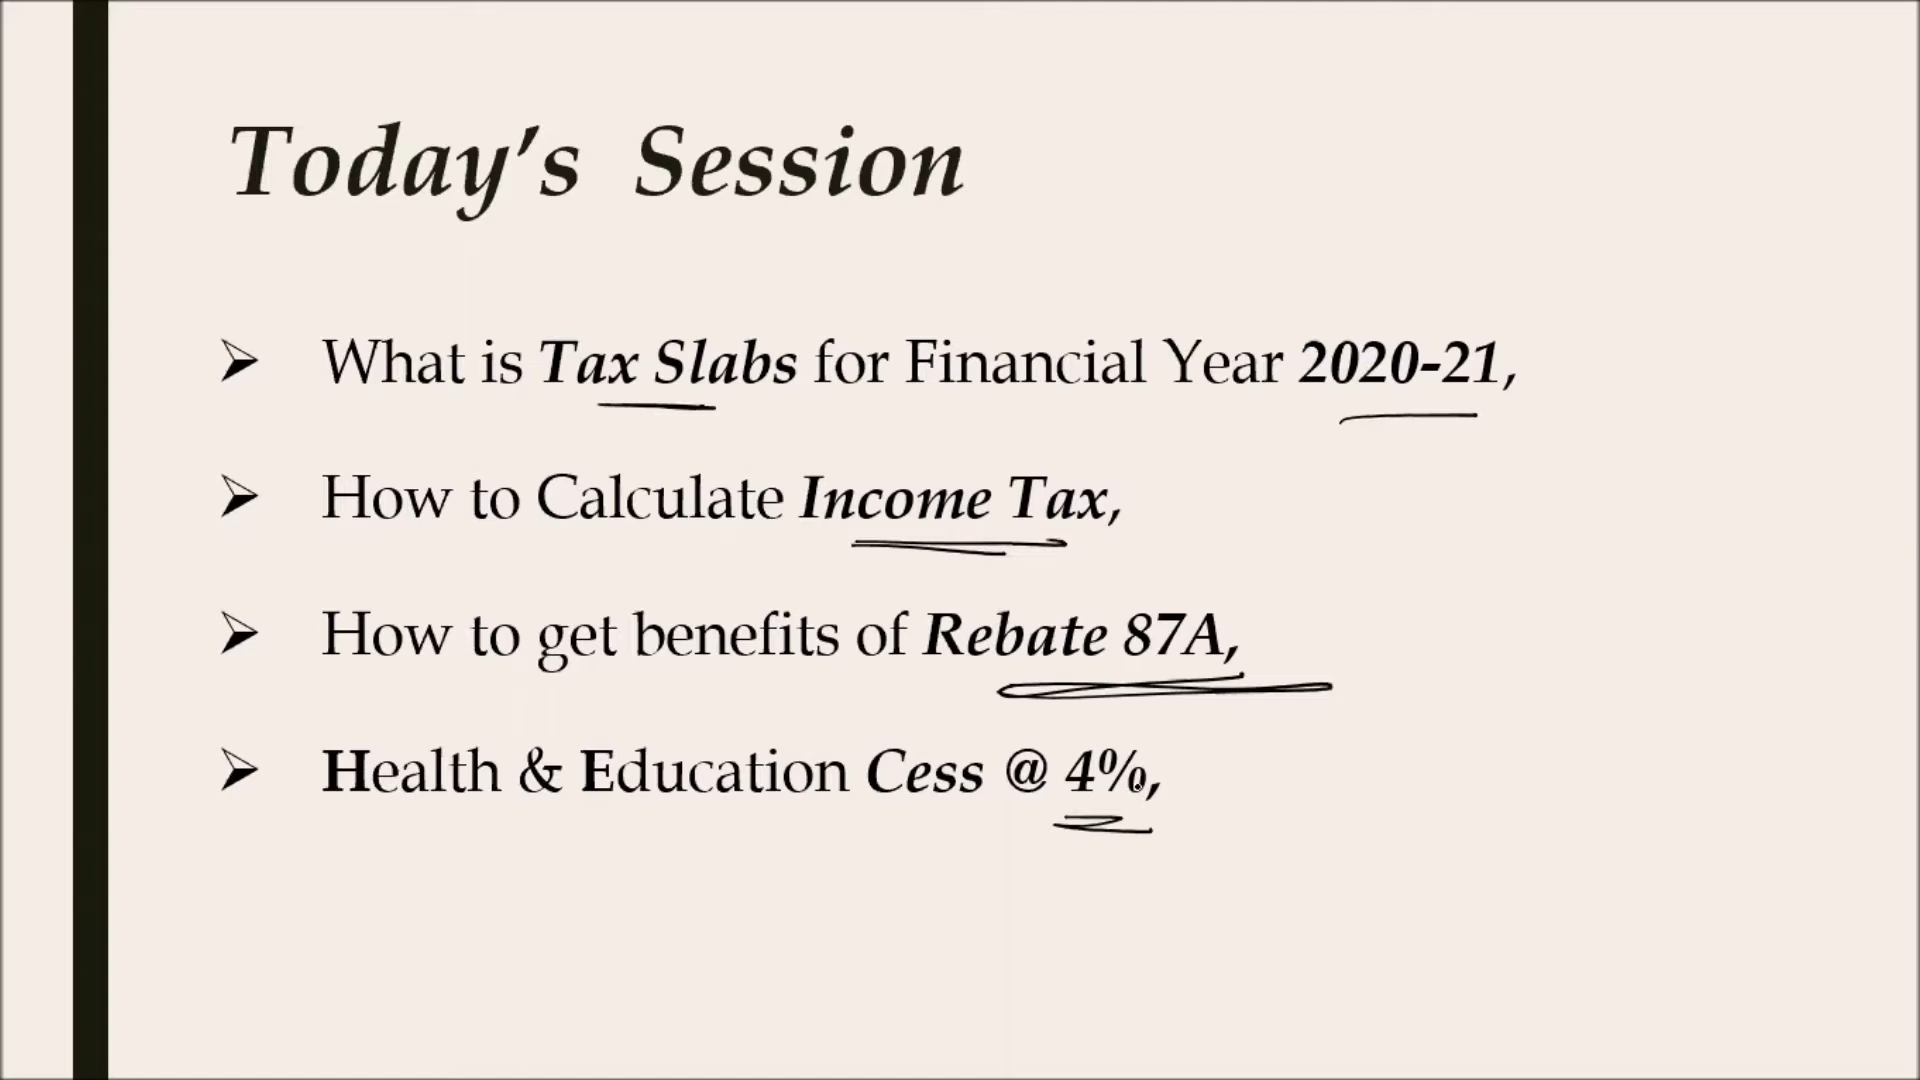 Today’s Session
What is Tax Slabs for Financial Year 2020-21,
How to Calculate Income Tax,
How to get benefits of Rebate 87A,
Health & Education Cess @ 4%,